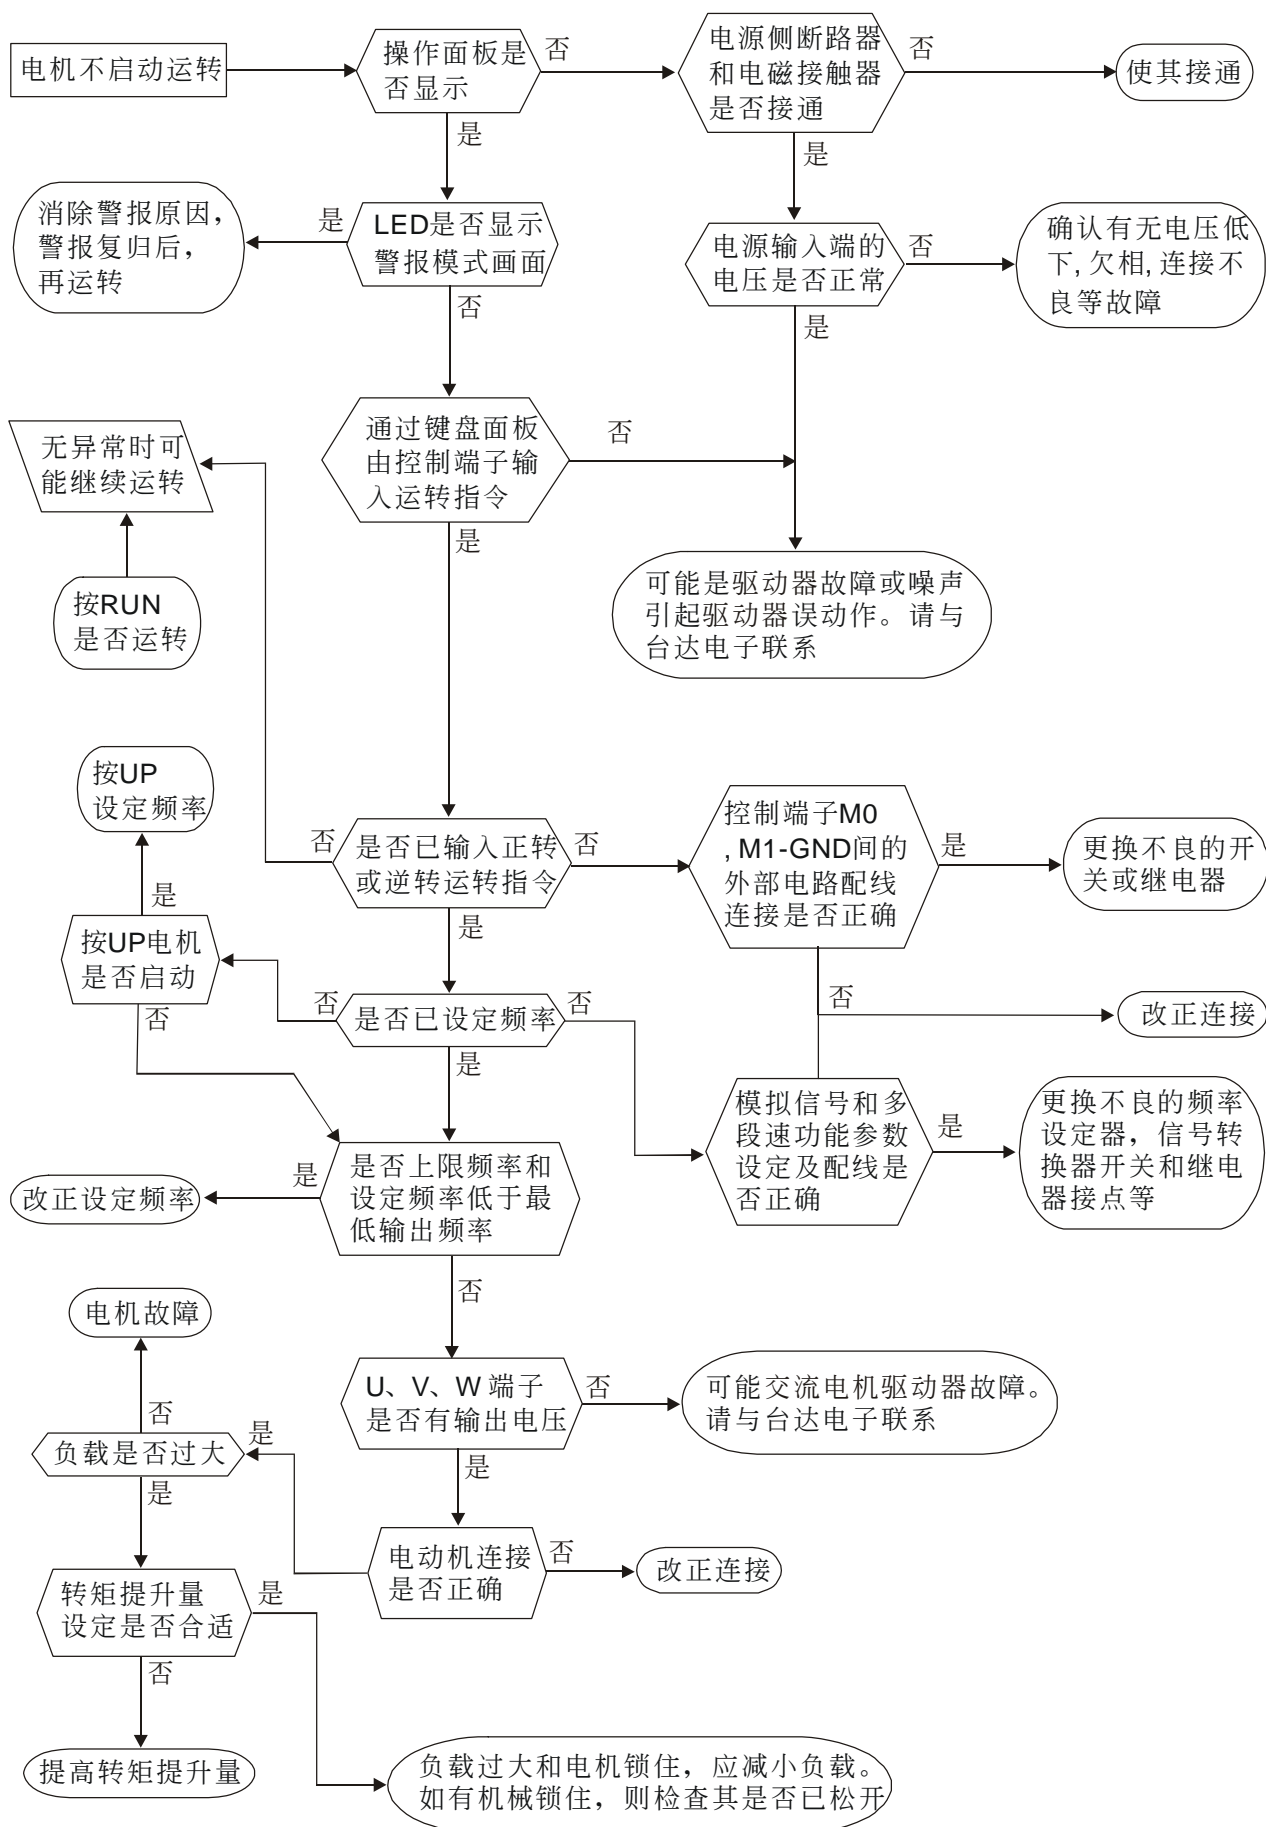 电机不启动运转
操作面板是
否显示
否
电源侧断路器
和电磁接触器
是否接通
否
使其接通
是
是
消除警报原因，
警报复归后，
再运转
是
LED是否显示
警报模式画面
否
电源输入端的
电压是否正常
否
确认有无电压低
下,欠相,连接不
良等故障
是
无异常时可
能继续运转
通过键盘面板
由控制端子输
入运转指令
否
是
按RUN
是否运转
可能是驱动器故障或噪声
引起驱动器误动作。请与
台达电子联系
按UP
设定频率
否
是否已输入正转
或逆转运转指令
否
控制端子M0
,M1-GND间的
外部电路配线
连接是否正确
是
更换不良的开
关或继电器
是
是
按UP电机
是否启动
否
否
是否已设定频率
否
否
改正连接
是
模拟信号和多
段速功能参数
设定及配线是
否正确
是
更换不良的频率
设定器，信号转
换器开关和继电
器接点等
改正设定频率
是
是否上限频率和
设定频率低于最
低输出频率
否
电机故障
U、V、W 端子
是否有输出电压
否
可能交流电机驱动器故障。
请与台达电子联系
否
负载是否过大
是
是
是
电动机连接
是否正确
否
改正连接
转矩提升量
设定是否合适
是
否
提高转矩提升量
负载过大和电机锁住，应减小负载。
如有机械锁住，则检查其是否已松开